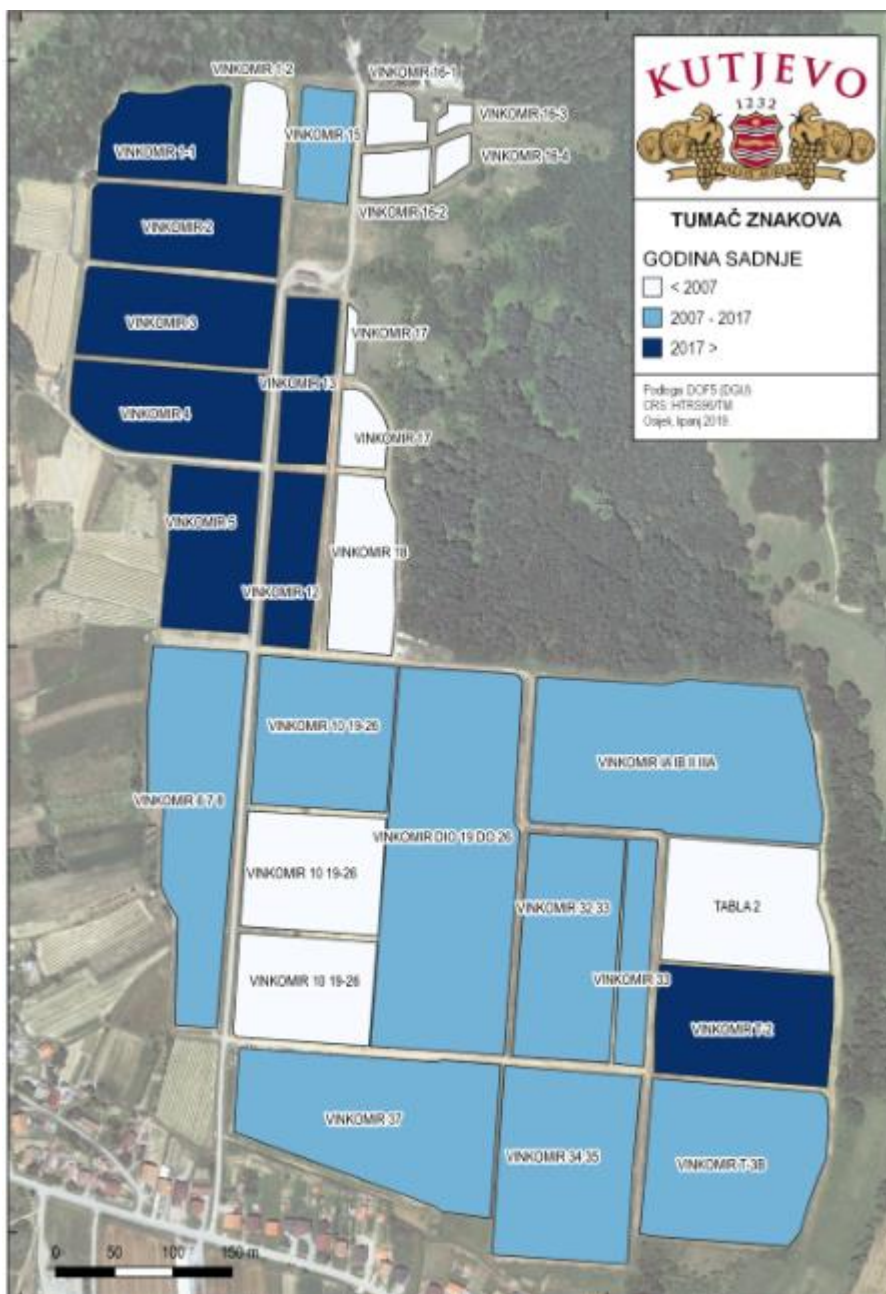 KUTJEVO
1232
TUMAČ ZNAKOVA
GODINA SADNJE
< 2007
2007 - 2017
2017 >
Podloga: DOF5 (DGU)
CRS: HTRS96/TM
Osijek, lipanj 2019.
VINKOMIR 1-2
VINKOMIR 16-1
VINKOMIR 16-3
VINKOMIR 15
VINKOMIR 1-1
VINKOMIR 16-4
VINKOMIR 16-2
VINKOMIR 2
VINKOMIR 3
VINKOMIR 17
VINKOMIR 13
VINKOMIR 4
VINKOMIR 17
VINKOMIR 5
VINKOMIR 18
VINKOMIR 12
VINKOMIR 10 19-26
VINKOMIR IA IB II IIIA
VINKOMIR 6 7 8
VINKOMIR DIO 19 DO 26
VINKOMIR 10 19-26
VINKOMIR 32,33
TABLA 2
VINKOMIR 10 19-26
VINKOMIR 33
VINKOMIR T-2
VINKOMIR 37
VINKOMIR 34,35
VINKOMIR T-3B
0 50 100 150 m